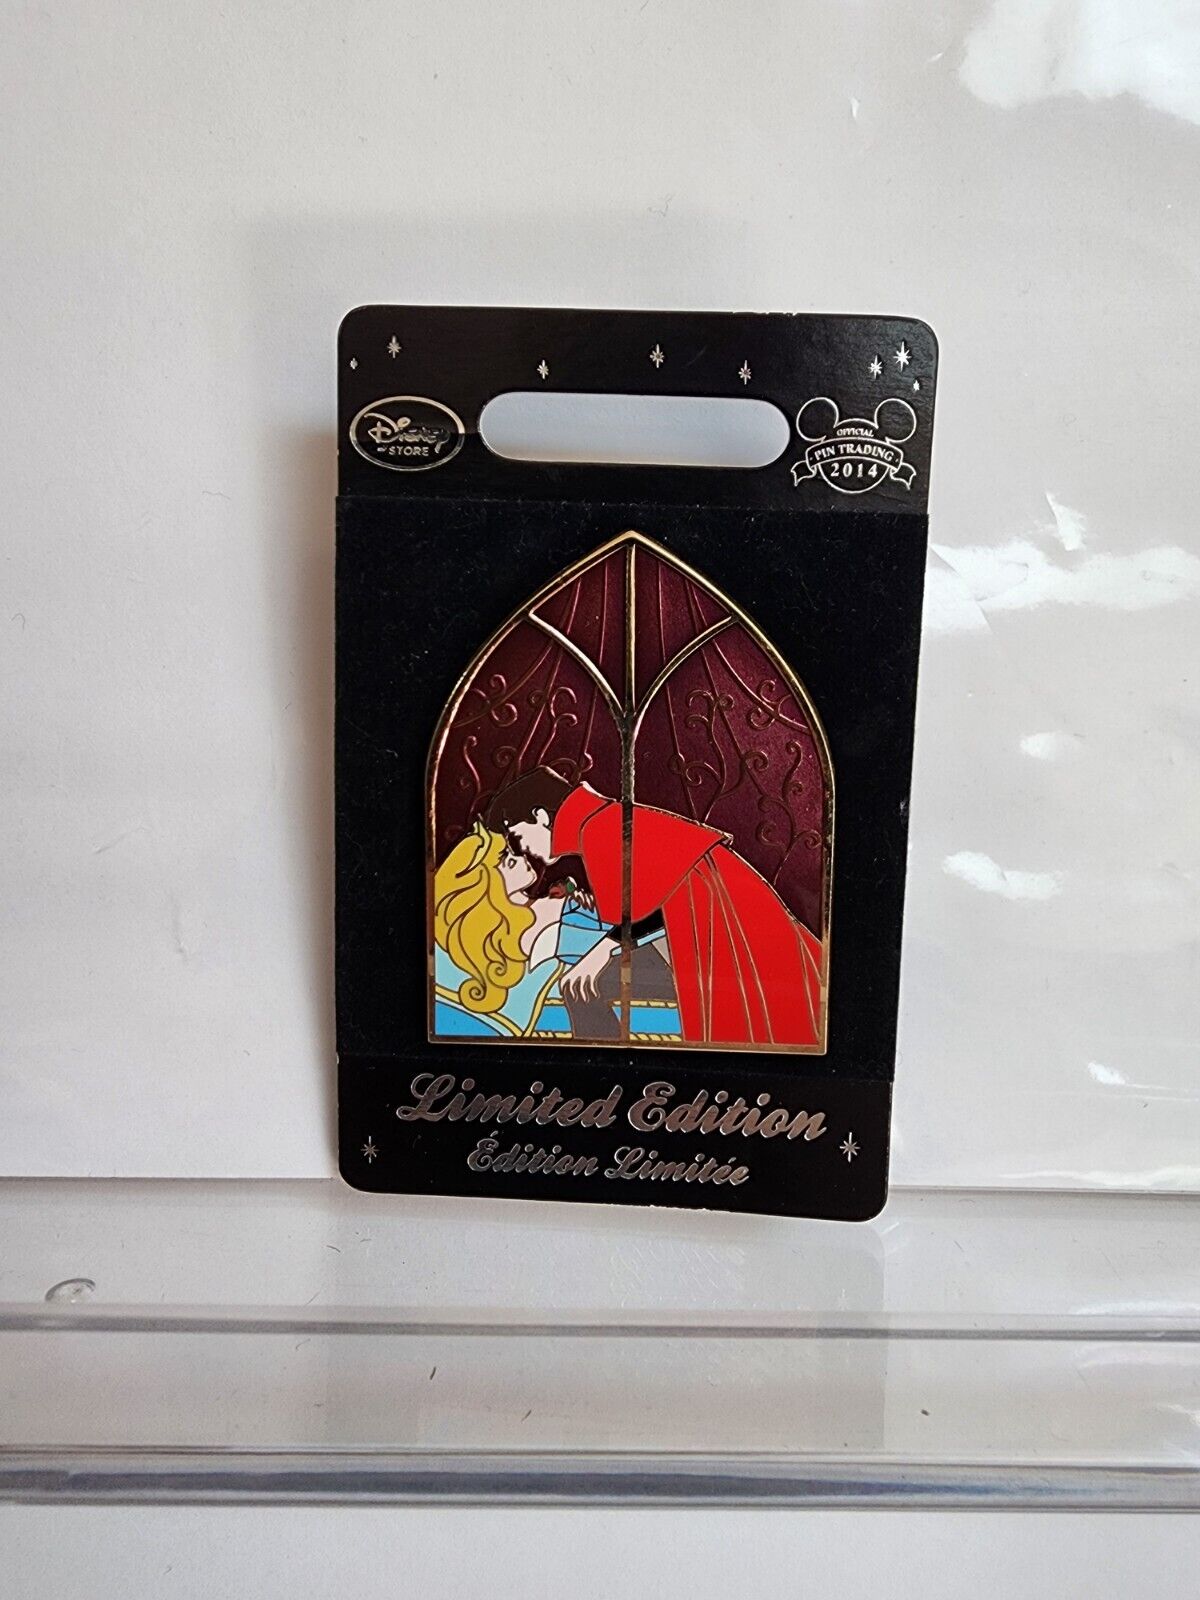 Disney
STORE
OFFICIAL
PIN TRADING
2014
Limited Edition
Édition Limitée